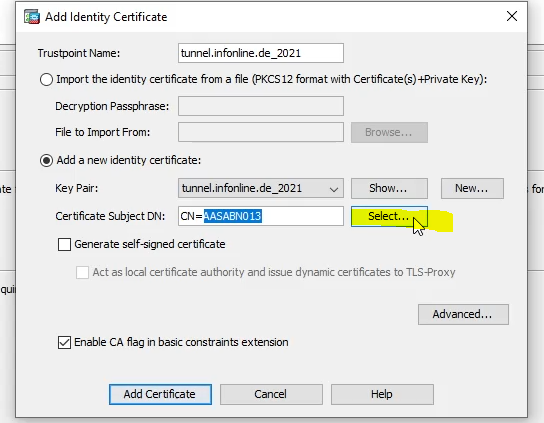 Add Identity Certificate
Trustpoint Name: tunnel.infonline.de_2021
Import the identity certificate from a file (PKCS12 format with Certificate(s)+Private Key):
Decryption Passphrase:
File to Import From: Browse...
Add a new identity certificate:
Key Pair: tunnel.infonline.de_2021 Show... New...
Certificate Subject DN: CN=AASABN013 Select...
Generate self-signed certificate
Act as local certificate authority and issue dynamic certificates to TLS-Proxy
Advanced...
Enable CA flag in basic constraints extension
Add Certificate Cancel Help